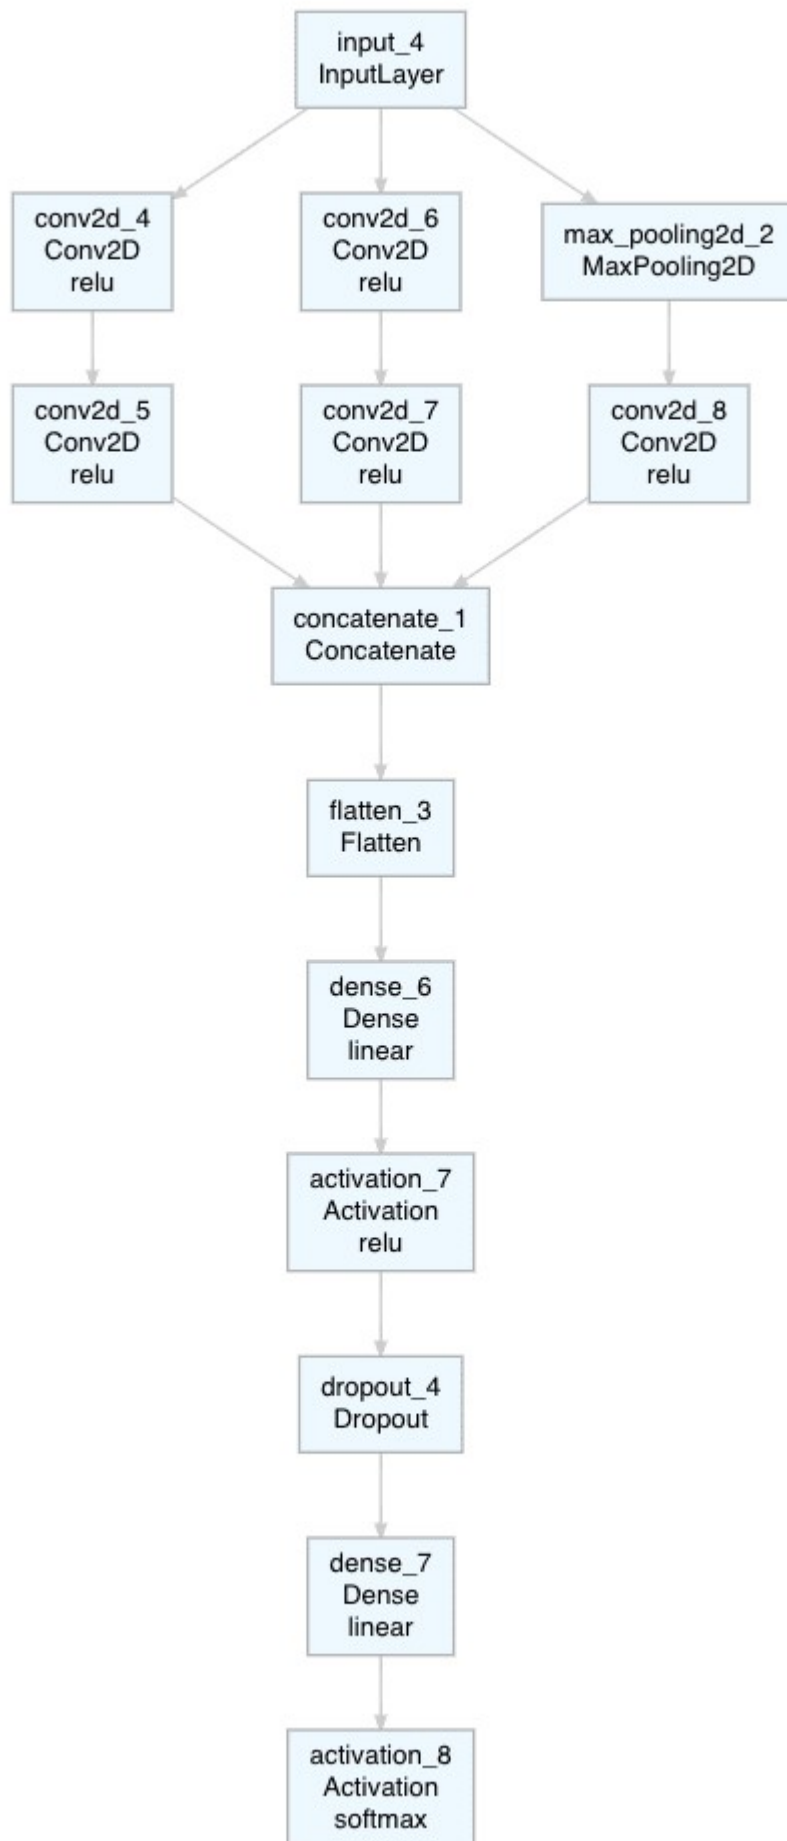 input_4
InputLayer
conv2d_4
Conv2D
relu
conv2d_6
Conv2D
relu
max_pooling2d_2
MaxPooling2D
conv2d_5
Conv2D
relu
conv2d_7
Conv2D
relu
conv2d_8
Conv2D
relu
concatenate_1
Concatenate
flatten_3
Flatten
dense_6
Dense
linear
activation_7
Activation
relu
dropout_4
Dropout
dense_7
Dense
linear
activation_8
Activation
softmax